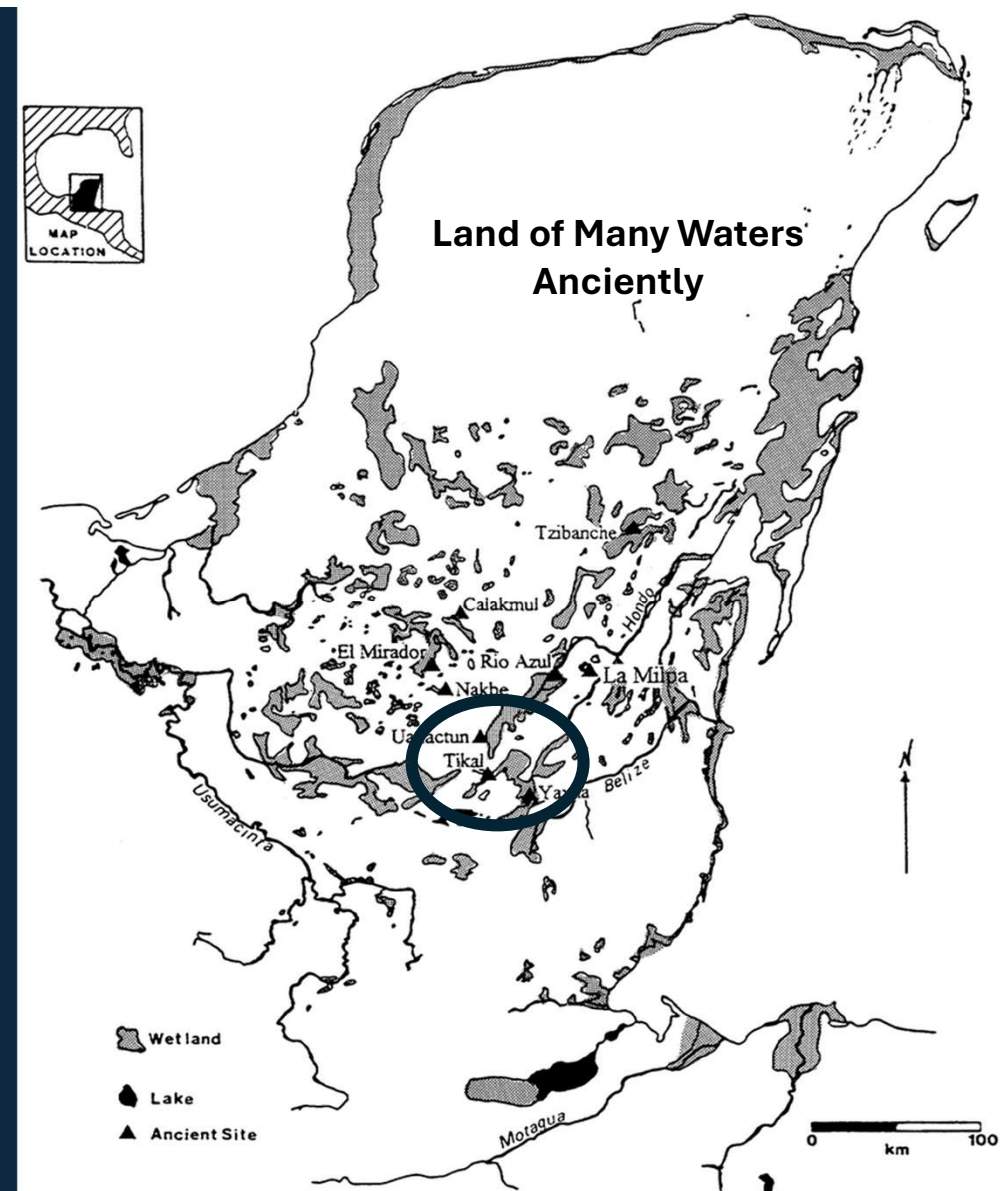 MAP
LOCATION
Land of Many Waters
Anciently
Tzibanche
Calakmul
Hondo
El Mirador
Rio Azul
La Milpa
Nakbe
Tikal
Belize
Usumacinta
Wetland
Lake
Ancient Site
Motagua
N
0 100
km